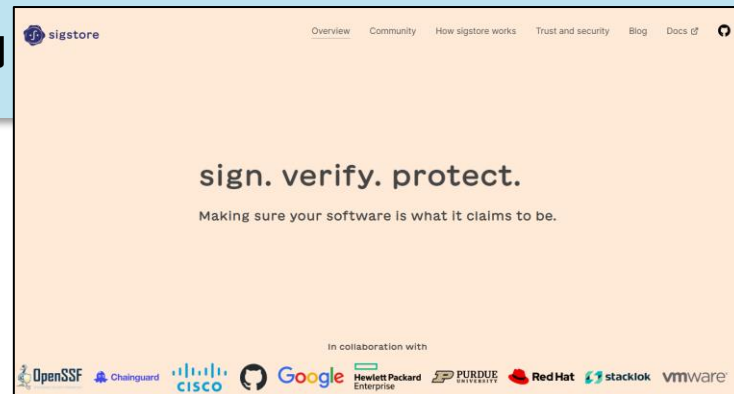 sigstore
Overview Community How sigstore works Trust and security Blog Docs
sign. verify. protect.
Making sure your software is what it claims to be.
In collaboration with
OpenSSF Chainguard CISCO Google Hewlett Packard Enterprise PURDUE UNIVERSITY Red Hat stacklok vmware